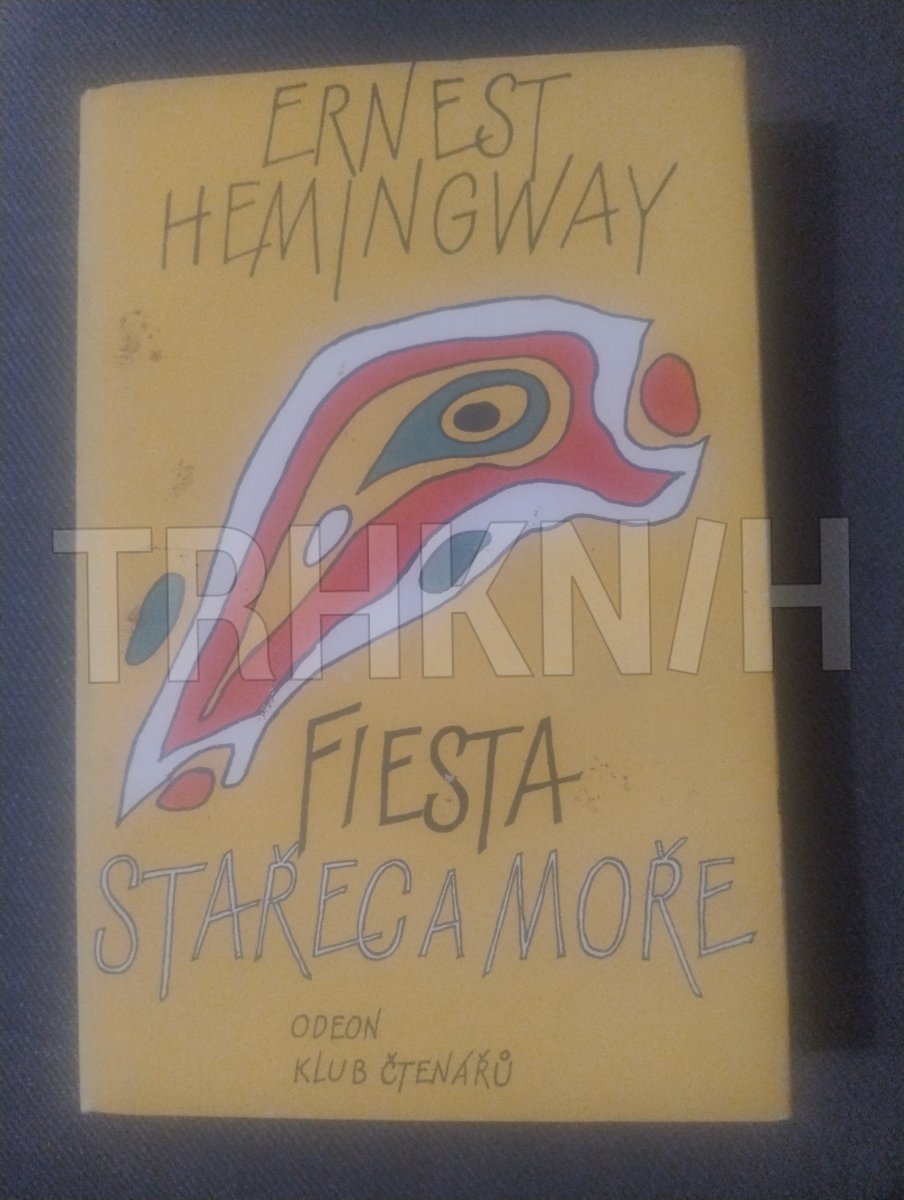 ERNEST
HEMINGWAY
TRHKNIH
FIESTA
STAŘEC A MOŘE
ODEON
KLUB ČTENÁŘŮ